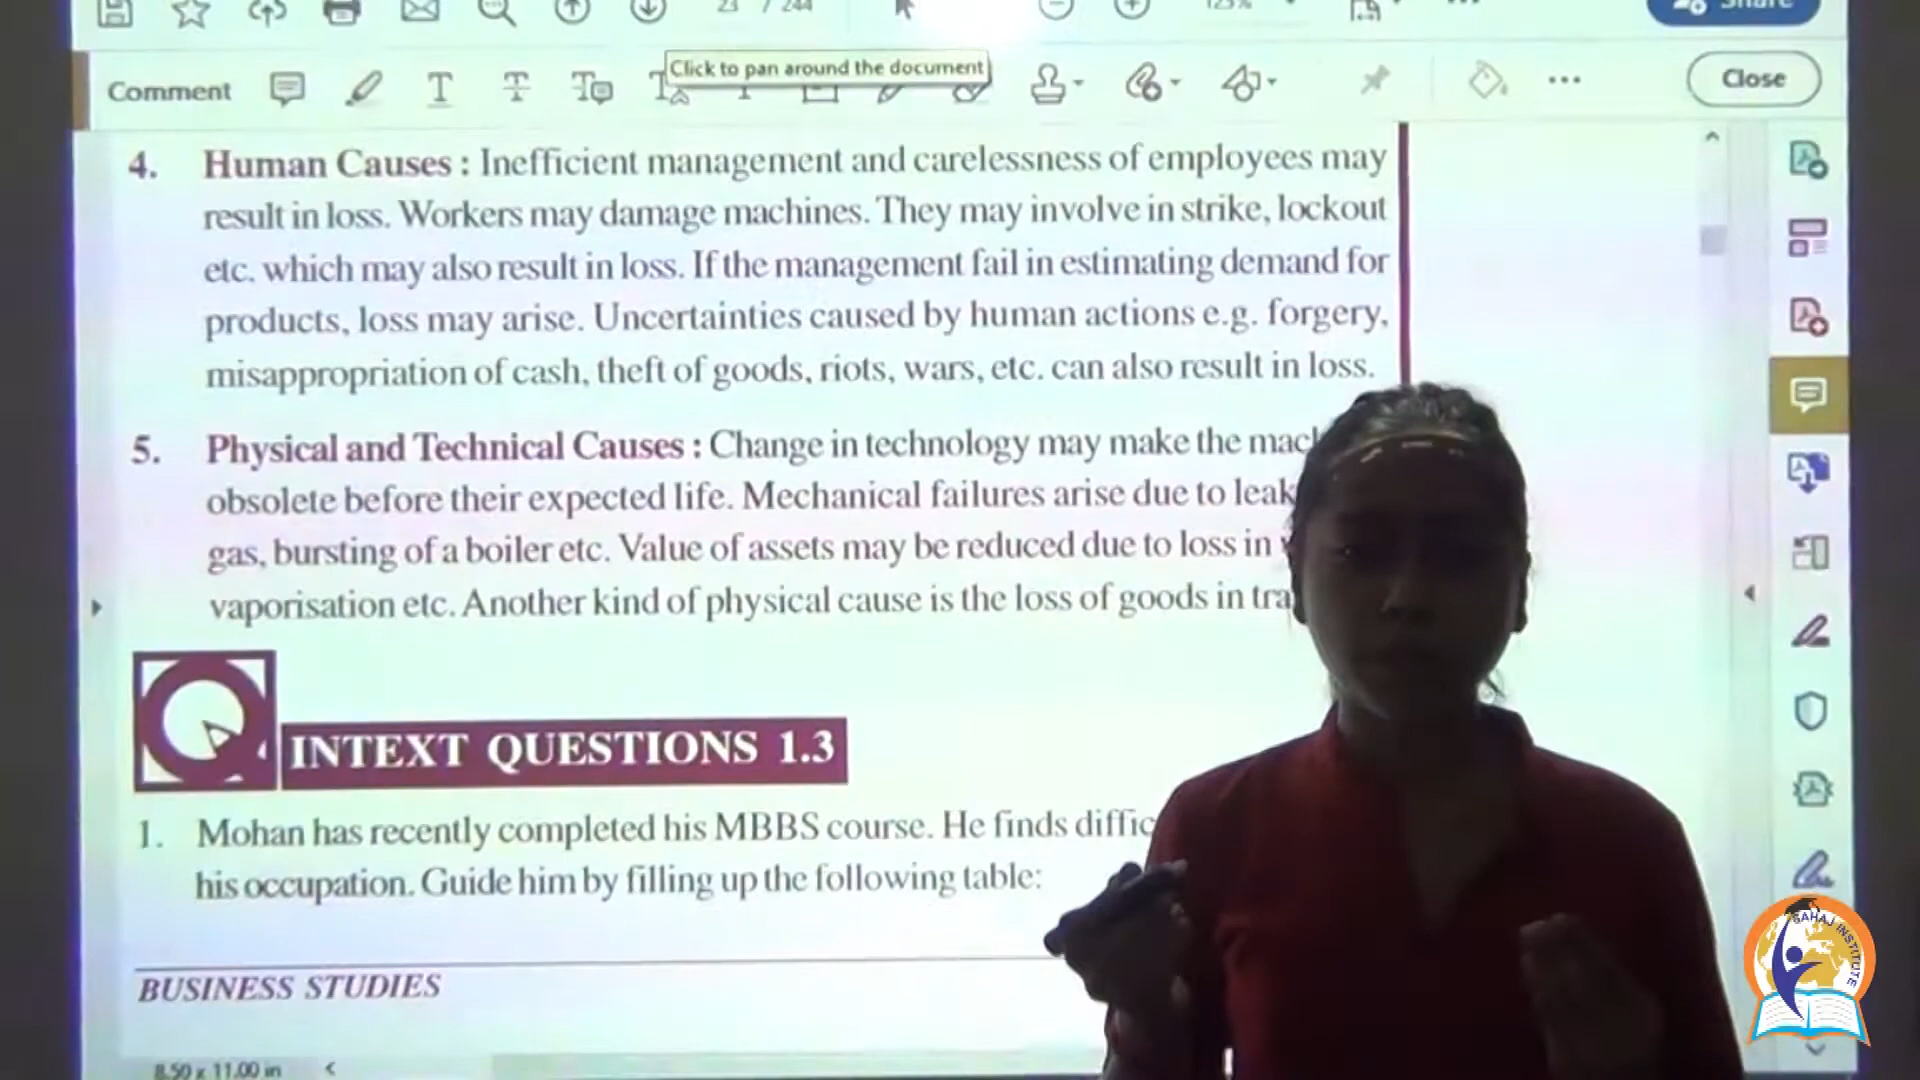 23 / 244
125%
Share
Comment
Click to pan around the document
Close
4. Human Causes : Inefficient management and carelessness of employees may
result in loss. Workers may damage machines. They may involve in strike, lockout
etc. which may also result in loss. If the management fail in estimating demand for
products, loss may arise. Uncertainties caused by human actions e.g. forgery,
misappropriation of cash, theft of goods, riots, wars, etc. can also result in loss.
5. Physical and Technical Causes : Change in technology may make the
obsolete before their expected life. Mechanical failures arise due to
gas, bursting of a boiler etc. Value of assets may be reduced due to loss in
vaporisation etc. Another kind of physical cause is the loss of goods in
INTEXT QUESTIONS 1.3
1. Mohan has recently completed his MBBS course. He finds
his occupation. Guide him by filling up the following table:
BUSINESS STUDIES
8.50 x 11.00 in
SAHAJ INSTITUTE